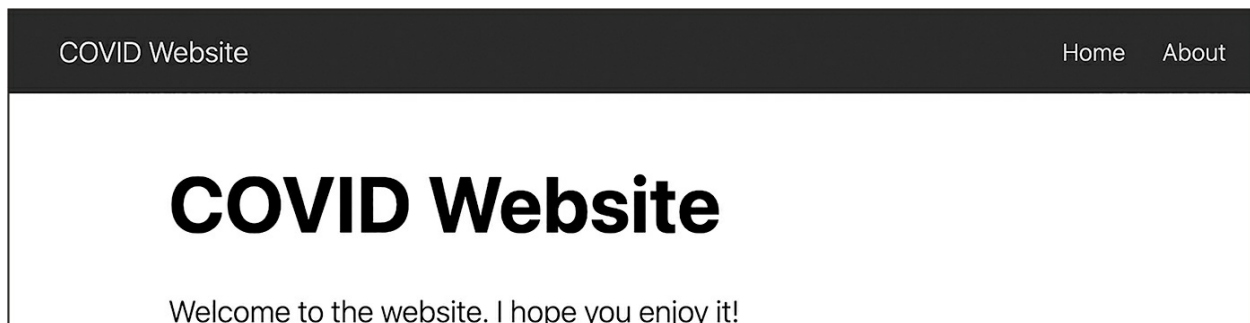 COVID Website Home About
COVID Website
Welcome to the website. I hope you enjoy it!